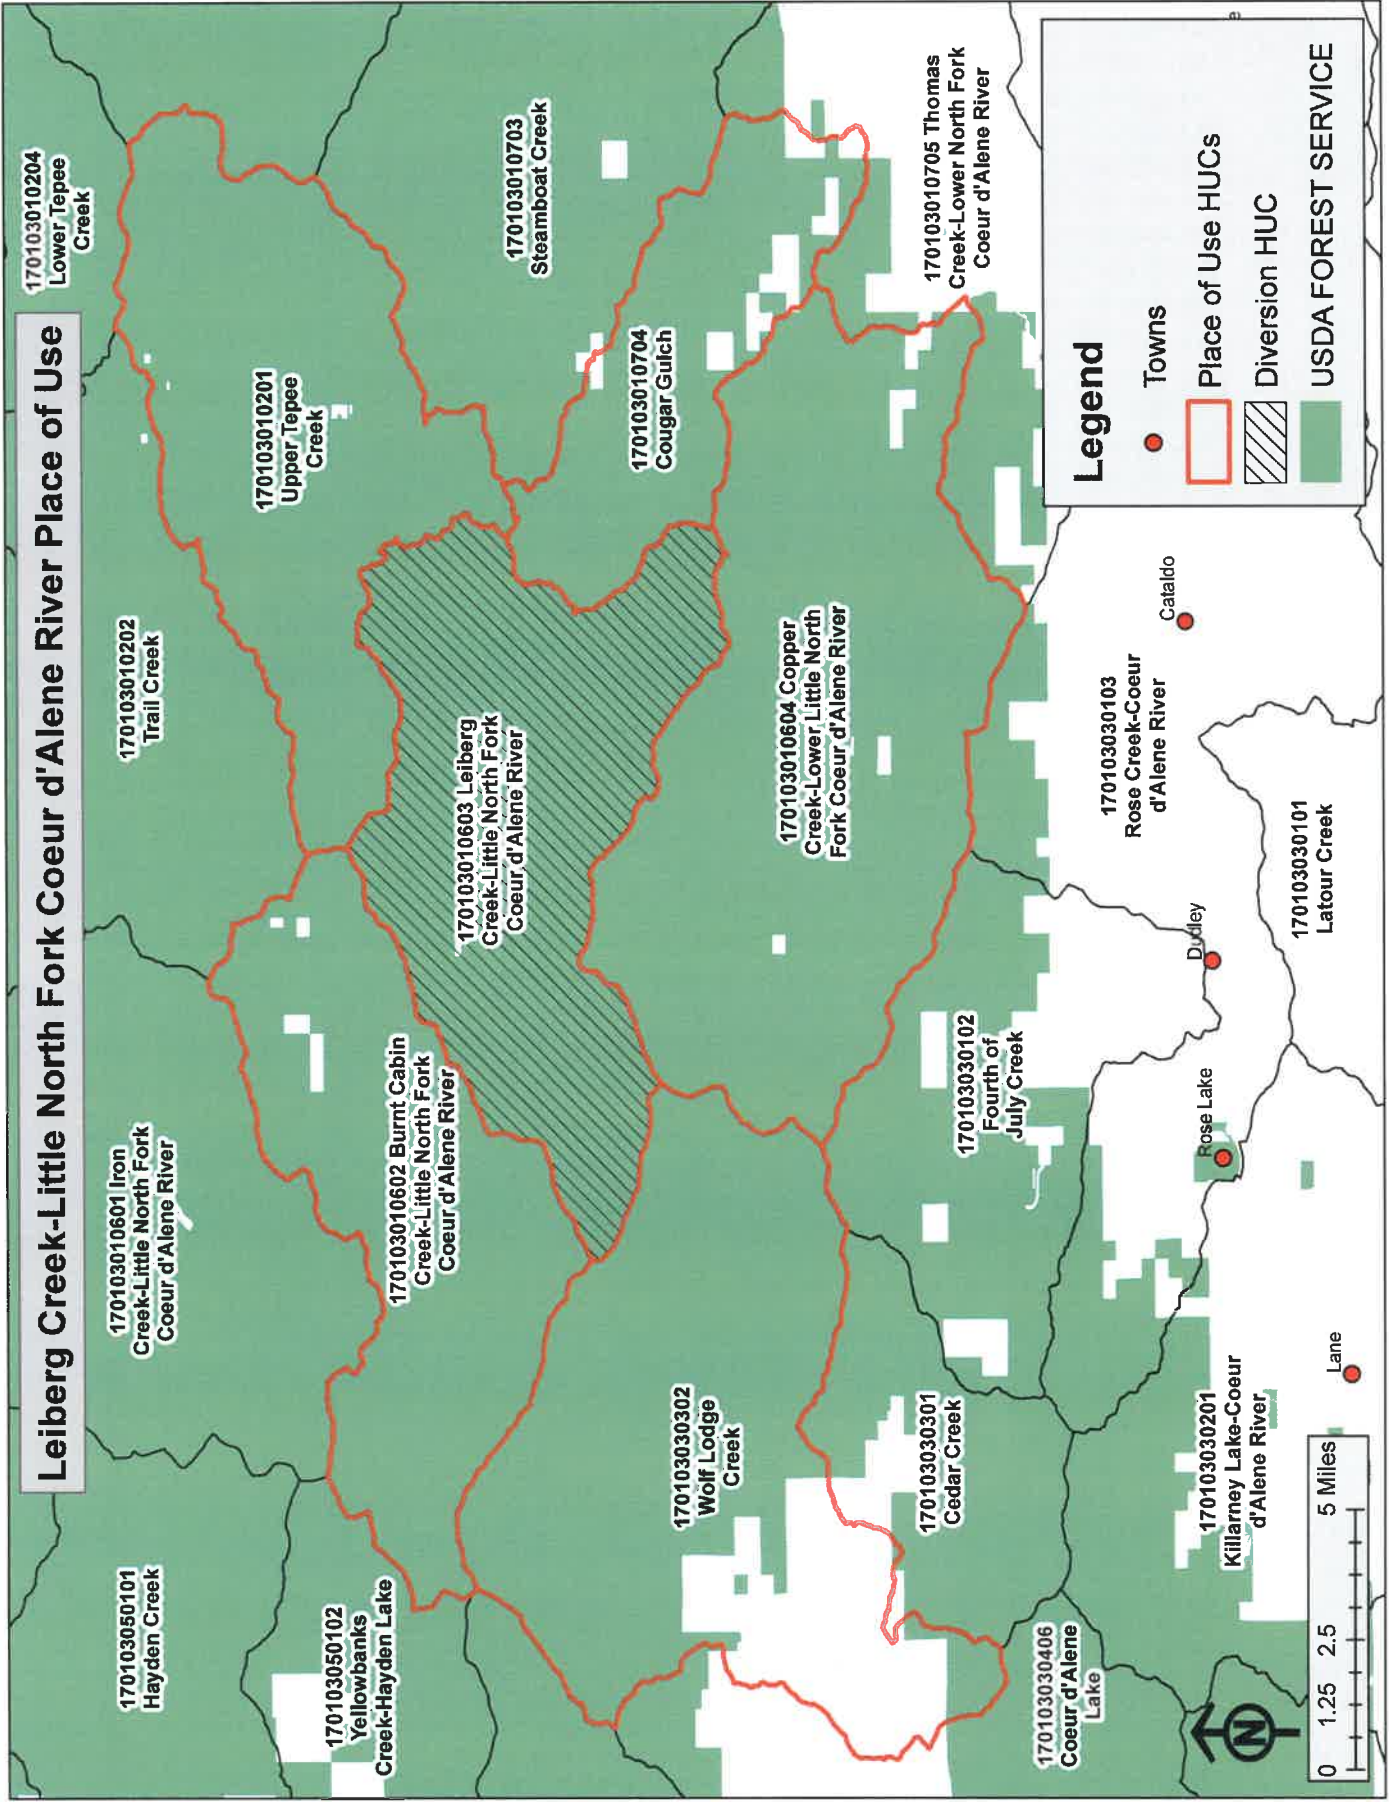 Leiberg Creek-Little North Fork Coeur d'Alene River Place of Use
170103050101
Hayden Creek
170103010601 Iron
Creek-Little North Fork
Coeur d'Alene River
170103010202
Trail Creek
170103010204
Lower Tepee
Creek
170103050102
Yellowbanks
Creek-Hayden Lake
170103010602 Burnt Cabin
Creek-Little North Fork
Coeur d'Alene River
170103010201
Upper Tepee
Creek
170103010603 Leiberg
Creek-Little North Fork
Coeur d'Alene River
170103010703
Steamboat Creek
170103010704
Cougar Gulch
170103030302
Wolf Lodge
Creek
170103010604 Copper
Creek-Lower Little North
Fork Coeur d'Alene River
170103010705 Thomas
Creek-Lower North Fork
Coeur d'Alene River
170103030301
Cedar Creek
170103030102
Fourth of
July Creek
170103030406
Coeur d'Alene
Lake
170103030103
Rose Creek-Coeur
d'Alene River
Cataldo
Dudley
Rose Lake
170103030201
Killarney Lake-Coeur
d'Alene River
170103030101
Latour Creek
Lane
N
0 1.25 2.5 5 Miles
Legend
Towns
Place of Use HUCs
Diversion HUC
USDA FOREST SERVICE